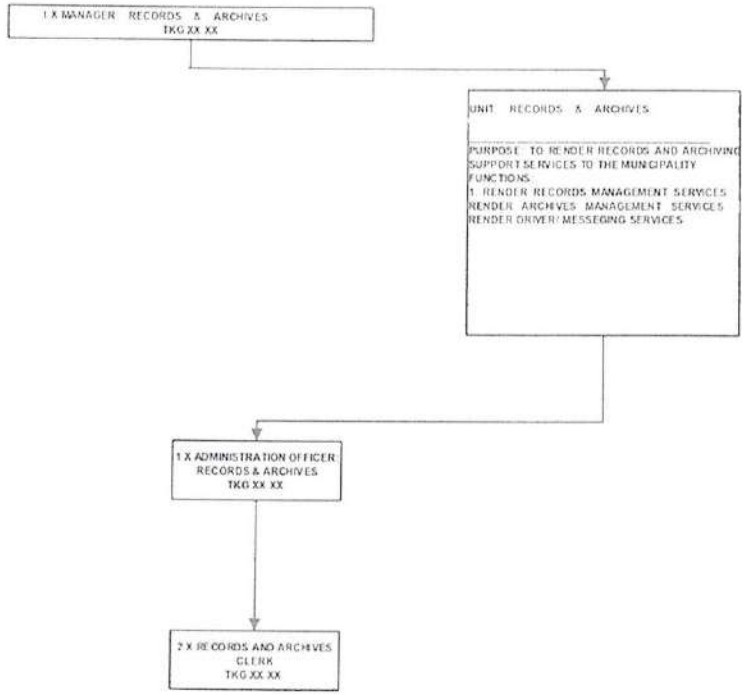 1 X MANAGER RECORDS & ARCHIVES
TKG XX XX
UNIT RECORDS & ARCHIVES
PURPOSE TO RENDER RECORDS AND ARCHIVING
SUPPORT SERVICES TO THE MUNICIPALITY
FUNCTIONS
1. RENDER RECORDS MANAGEMENT SERVICES
RENDER ARCHIVES MANAGEMENT SERVICES
RENDER DRIVER/ MESSEGING SERVICES
1 X ADMINISTRATION OFFICER
RECORDS & ARCHIVES
TKG XX XX
2 X RECORDS AND ARCHIVES
CLERK
TKG XX XX